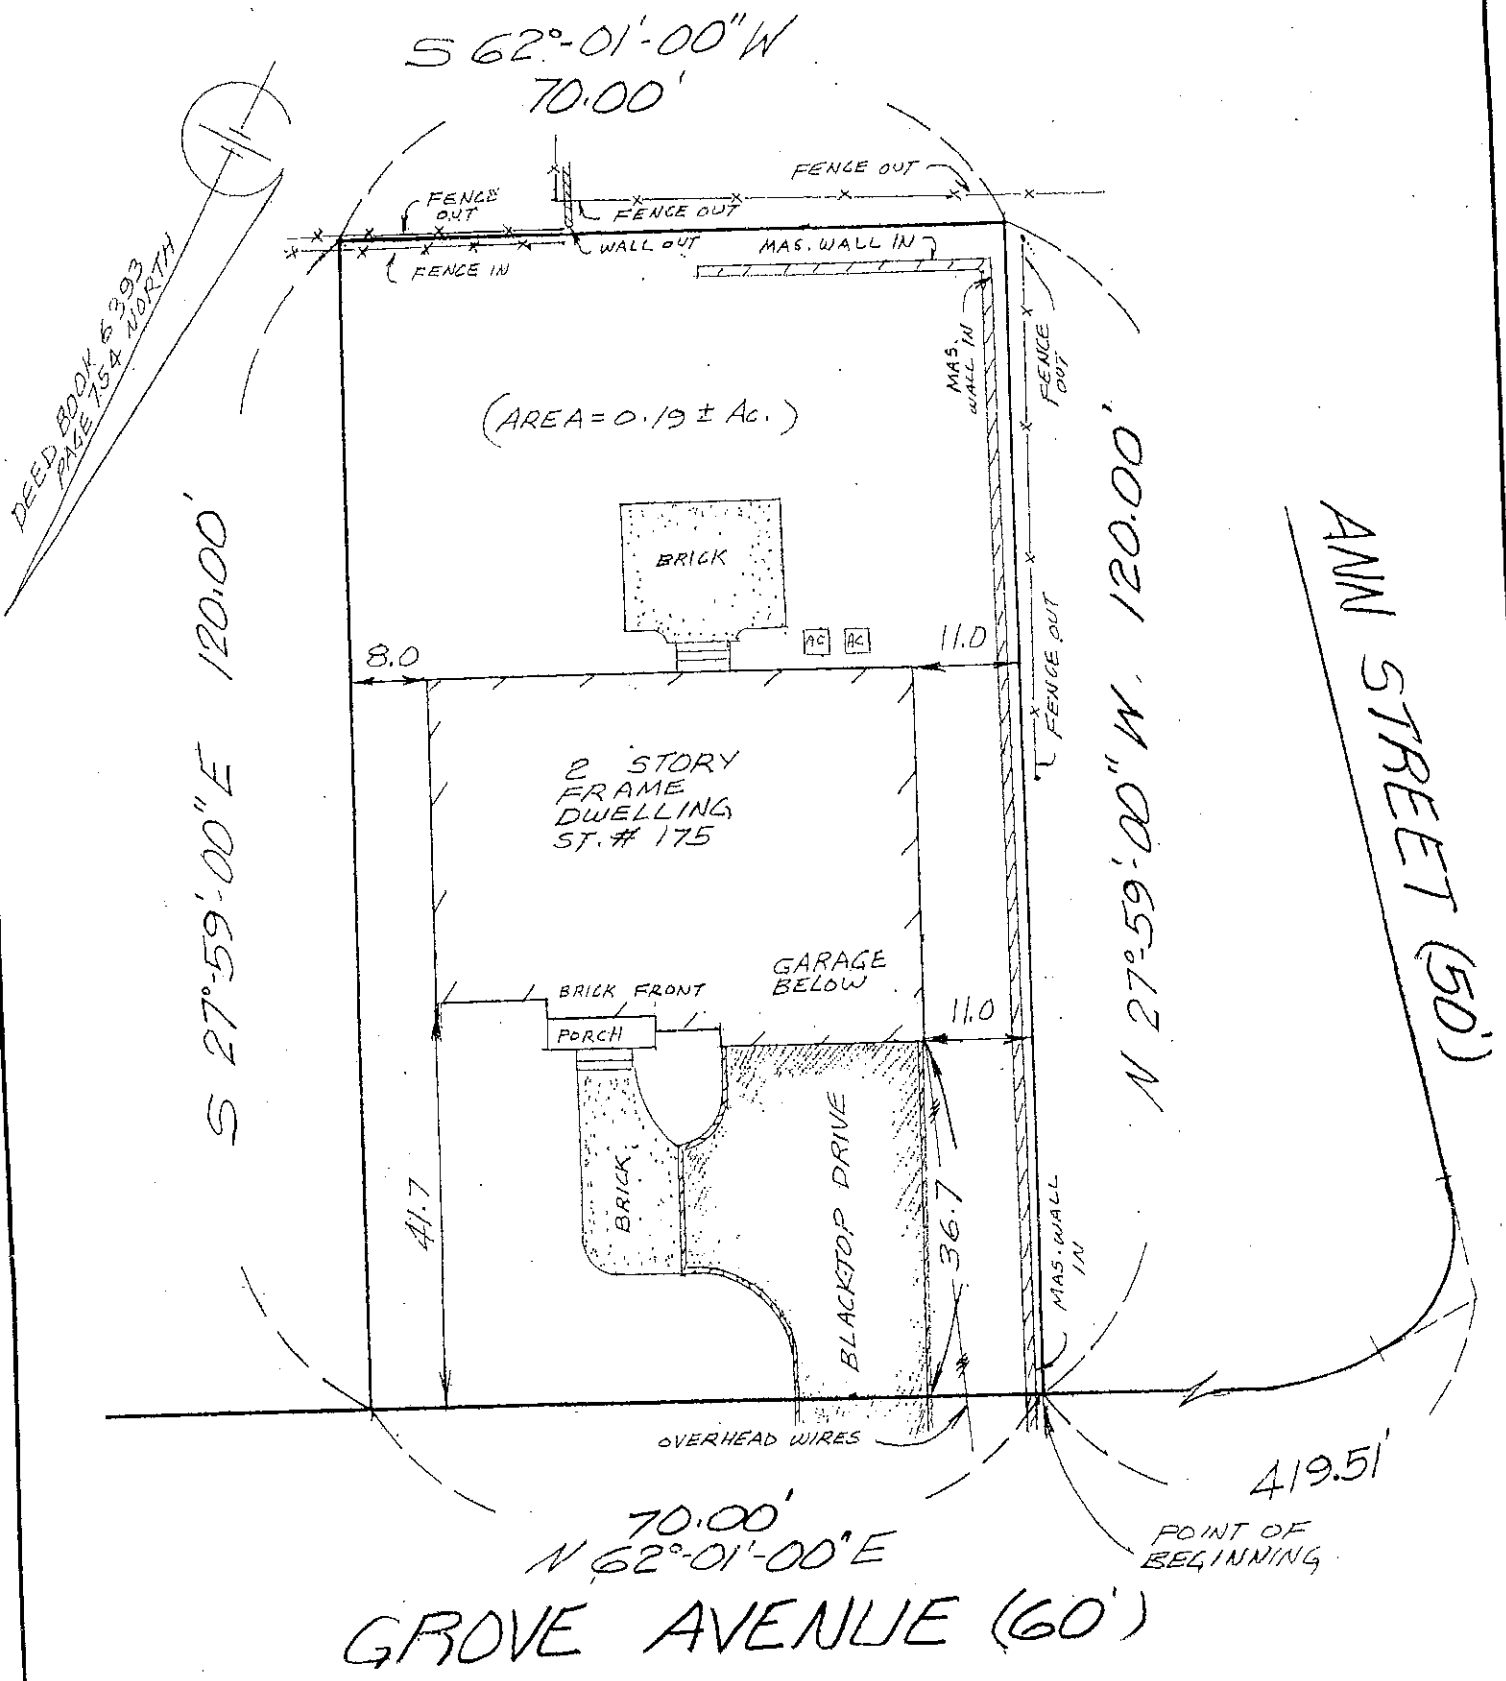 S 62°-01'-00" W
70.00'
DEED BOOK 6393
PAGE 754 NORTH
FENCE
OUT
FENCE OUT
FENCE OUT
WALL OUT
FENCE IN
MAS. WALL IN
MAS.
WALL IN
FENCE
OUT
(AREA = 0.19 ± AC.)
S 27°-59'-00" E 120.00'
N 27°-59'-00" W. 120.00'
ANN STREET (50')
BRICK
AC
AC
8.0
11.0
FENCE OUT
2 STORY
FRAME
DWELLING
ST. # 175
GARAGE
BELOW
BRICK FRONT
PORCH
11.0
41.7
BRICK
BLACKTOP DRIVE
36.7
MAS. WALL
IN
OVERHEAD WIRES
419.51'
POINT OF
BEGINNING
70.00'
N 62°-01'-00" E
GROVE AVENUE (60')